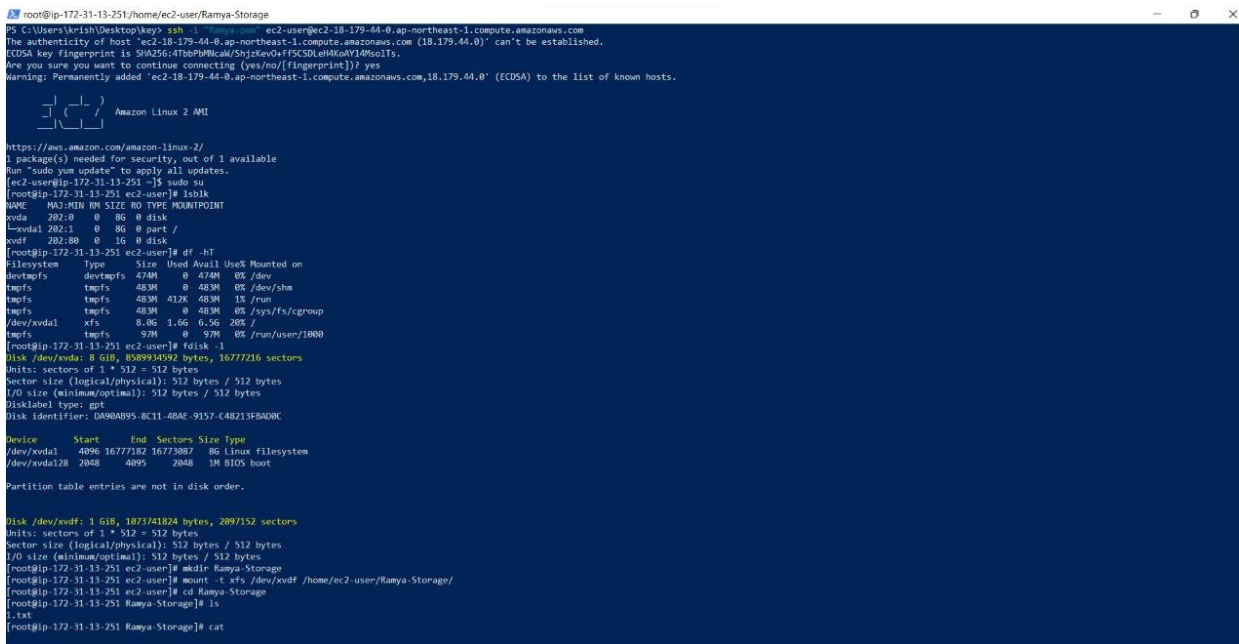 root@ip-172-31-13-251:/home/ec2-user/Ramya-Storage
PS C:\Users\krish\Desktop\key> ssh -i "Ramya.pem" ec2-user@ec2-18-179-44-0.ap-northeast-1.compute.amazonaws.com
The authenticity of host 'ec2-18-179-44-0.ap-northeast-1.compute.amazonaws.com (18.179.44.0)' can't be established.
ECDSA key fingerprint is
Are you sure you want to continue connecting (yes/no/[fingerprint])? yes
Warning: Permanently added 'ec2-18-179-44-0.ap-northeast-1.compute.amazonaws.com,18.179.44.0' (ECDSA) to the list of known hosts.
__|  __|_  )
_|  (     /   Amazon Linux 2 AMI
___|\___|___|
https://aws.amazon.com/amazon-linux-2/
1 package(s) needed for security, out of 1 available
Run "sudo yum update" to apply all updates.
[ec2-user@ip-172-31-13-251 ~]$ sudo su
[root@ip-172-31-13-251 ec2-user]# lsblk
NAME    MAJ:MIN RM SIZE RO TYPE MOUNTPOINT
xvda    202:0    0   8G  0 disk
└─xvda1 202:1    0   8G  0 part /
xvdf    202:80   0   1G  0 disk
[root@ip-172-31-13-251 ec2-user]# df -hT
Filesystem     Type      Size  Used Avail Use% Mounted on
devtmpfs       devtmpfs  474M     0  474M   0% /dev
tmpfs          tmpfs     483M     0  483M   0% /dev/shm
tmpfs          tmpfs     483M  412K  483M   1% /run
tmpfs          tmpfs     483M     0  483M   0% /sys/fs/cgroup
/dev/xvda1     xfs       8.0G  1.6G  6.5G  20% /
tmpfs          tmpfs      97M     0   97M   0% /run/user/1000
[root@ip-172-31-13-251 ec2-user]# fdisk -l
Disk /dev/xvda: 8 GiB, 8589934592 bytes, 16777216 sectors
Units: sectors of 1 * 512 = 512 bytes
Sector size (logical/physical): 512 bytes / 512 bytes
I/O size (minimum/optimal): 512 bytes / 512 bytes
Disklabel type: gpt
Disk identifier: DA90AB95-8C11-4BAE-9157-C48213FBAD0C
Device       Start      End  Sectors Size Type
/dev/xvda1    4096 16777182 16773087   8G Linux filesystem
/dev/xvda128  2048     4095     2048   1M BIOS boot
Partition table entries are not in disk order.
Disk /dev/xvdf: 1 GiB, 1073741824 bytes, 2097152 sectors
Units: sectors of 1 * 512 = 512 bytes
Sector size (logical/physical): 512 bytes / 512 bytes
I/O size (minimum/optimal): 512 bytes / 512 bytes
[root@ip-172-31-13-251 ec2-user]# mkdir Ramya-Storage
[root@ip-172-31-13-251 ec2-user]# mount -t xfs /dev/xvdf /home/ec2-user/Ramya-Storage/
[root@ip-172-31-13-251 ec2-user]# cd Ramya-Storage
[root@ip-172-31-13-251 Ramya-Storage]# ls
1.txt
[root@ip-172-31-13-251 Ramya-Storage]# cat